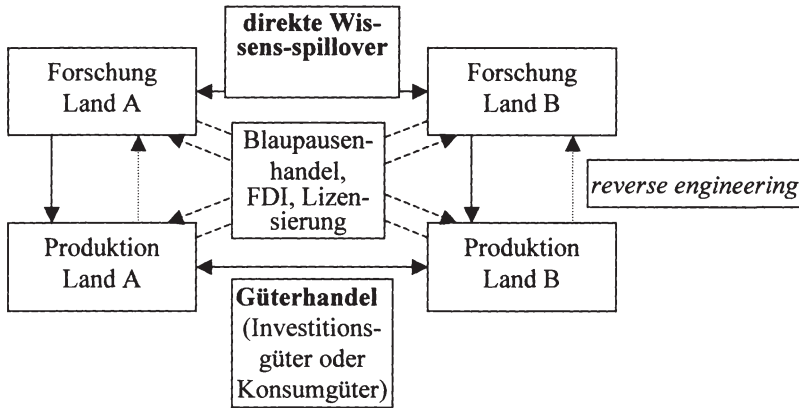 direkte Wis-
sens-spillover
Forschung
Land A
Forschung
Land B
Blaupausen-
handel,
FDI, Lizen-
sierung
reverse engineering
Produktion
Land A
Produktion
Land B
Güterhandel
(Investitions-
güter oder
Konsumgüter)